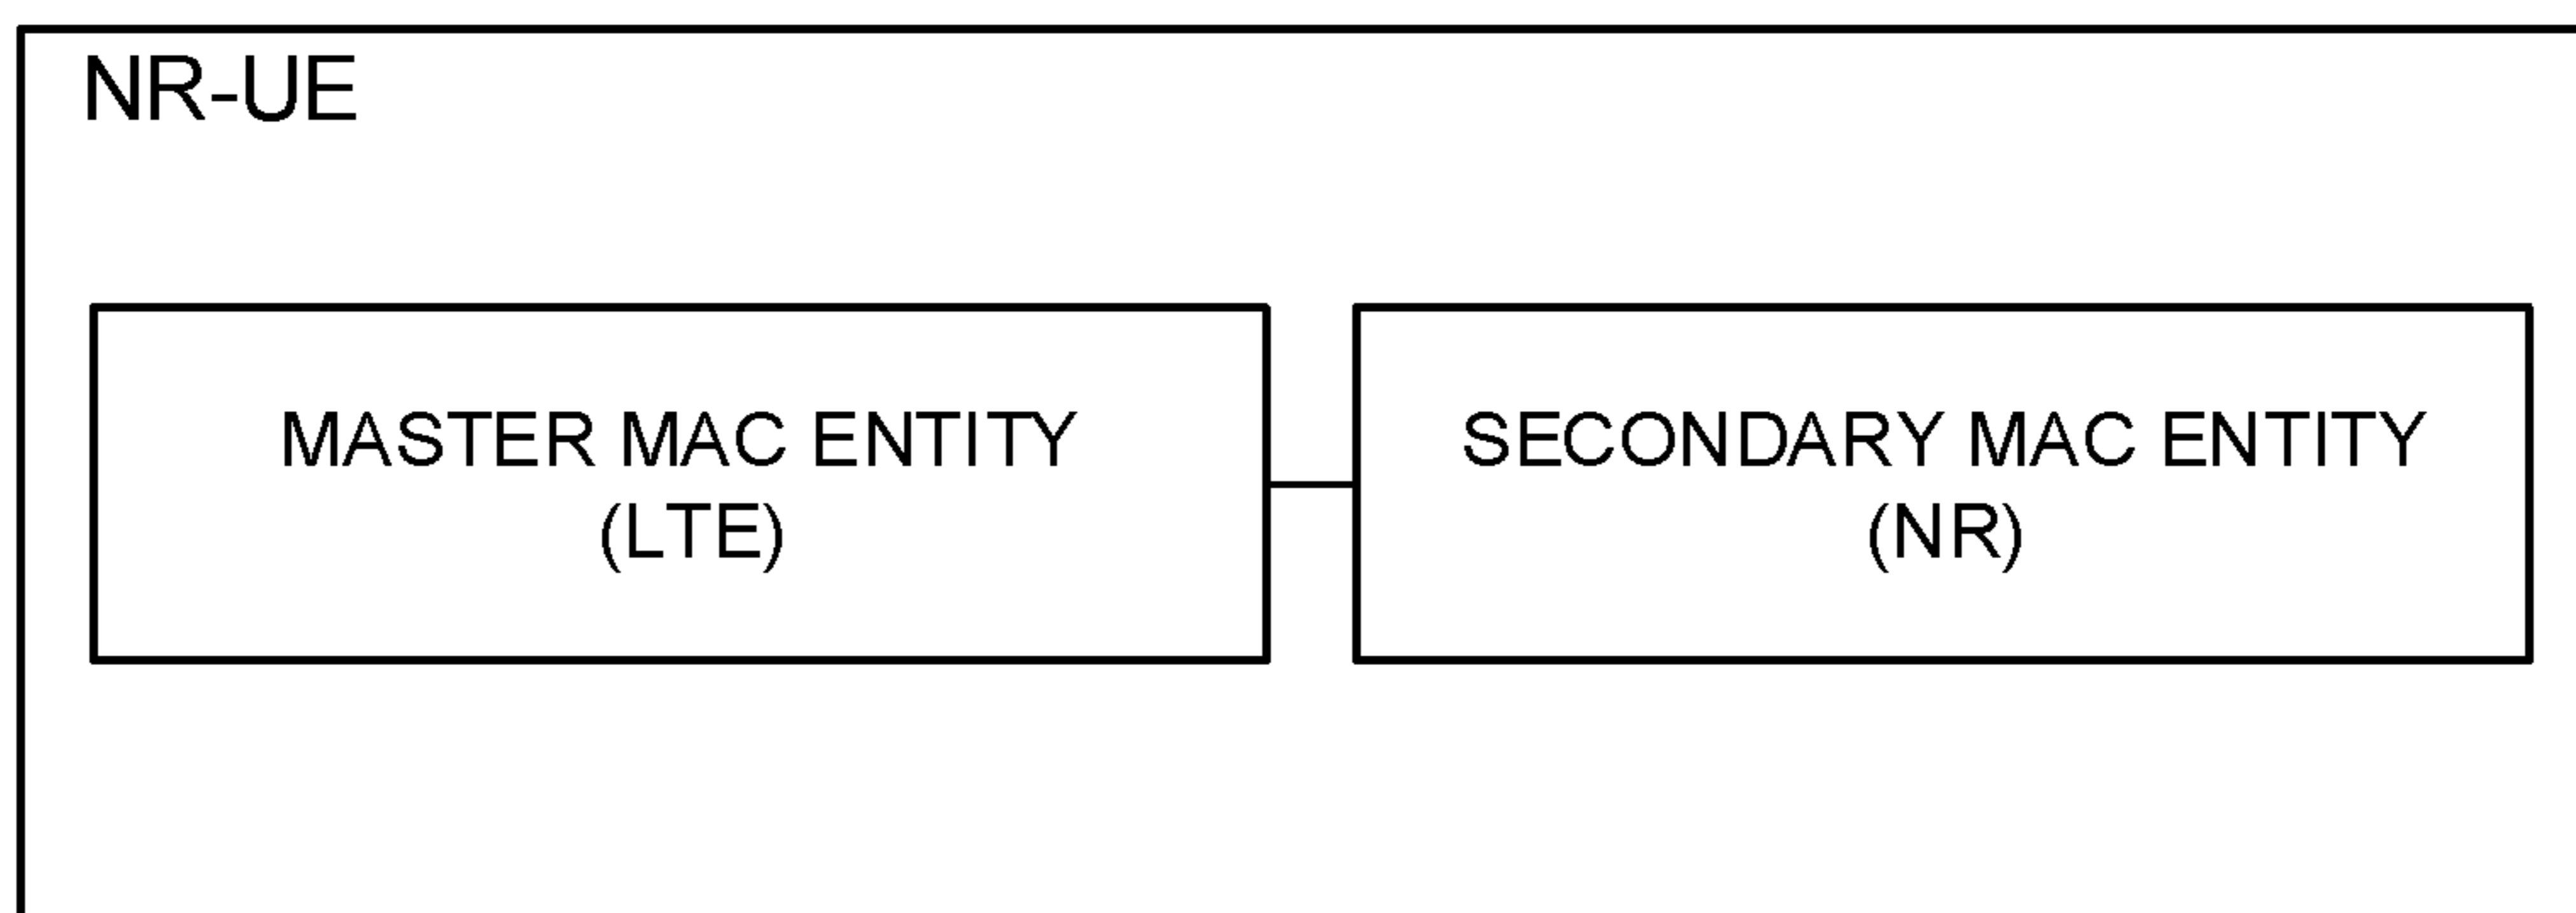 NR-UE
MASTER MAC ENTITY
(LTE)
SECONDARY MAC ENTITY
(NR)